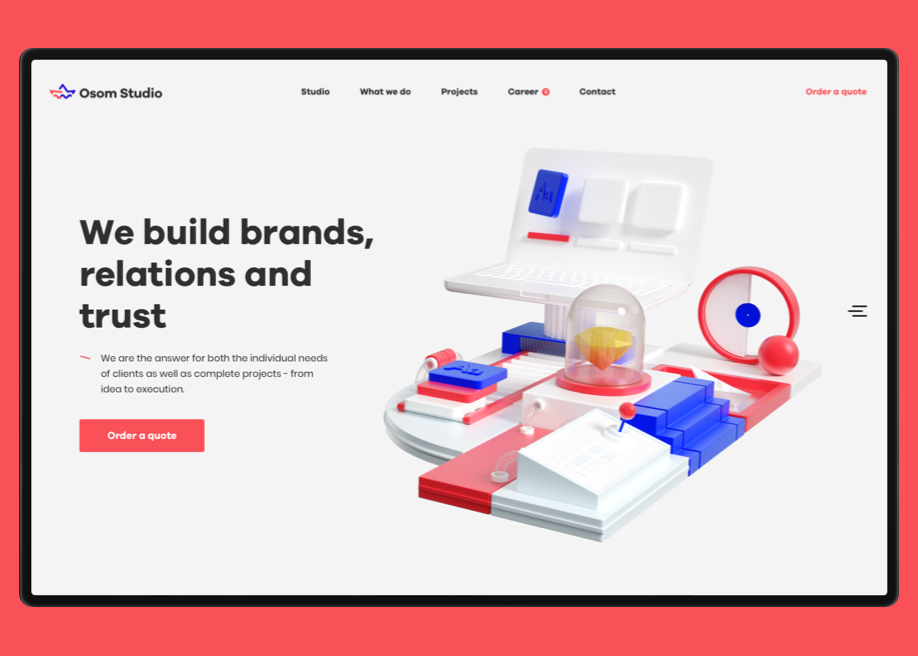 Osom Studio
Studio
What we do
Projects
Career
Contact
Order a quote
We build brands,
relations and
trust
We are the answer for both the individual needs
of clients as well as complete projects - from
idea to execution.
Order a quote
Aa
Aa